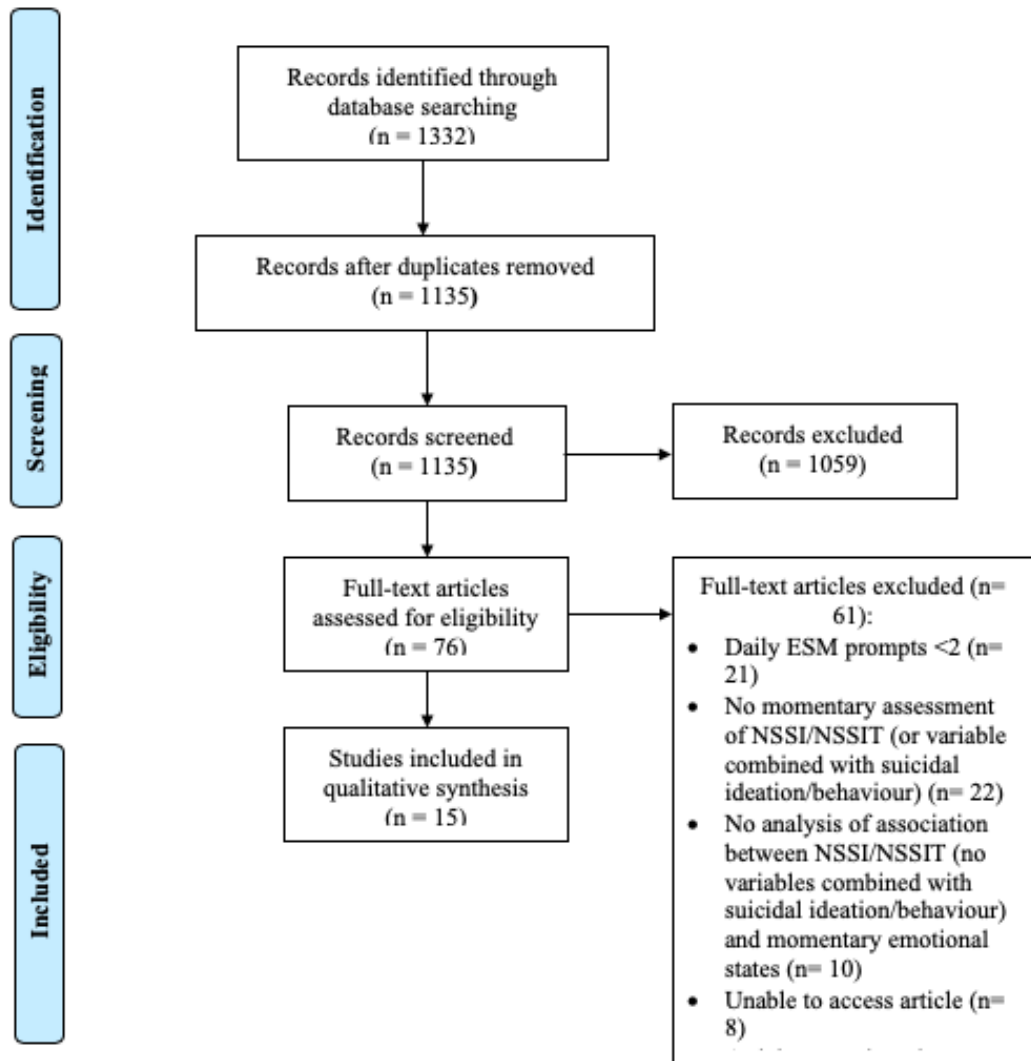 Identification
Records identified through
database searching
(n = 1332)
Records after duplicates removed
(n = 1135)
Screening
Records screened
(n = 1135)
Records excluded
(n = 1059)
Eligibility
Full-text articles
assessed for eligibility
(n = 76)
Full-text articles excluded (n=
61):
• Daily ESM prompts <2 (n=
21)
• No momentary assessment
of NSSI/NSSIT (or variable
combined with suicidal
ideation/behaviour) (n= 22)
• No analysis of association
between NSSI/NSSIT (no
variables combined with
suicidal ideation/behaviour)
and momentary emotional
states (n= 10)
• Unable to access article (n=
8)
Included
Studies included in
qualitative synthesis
(n = 15)